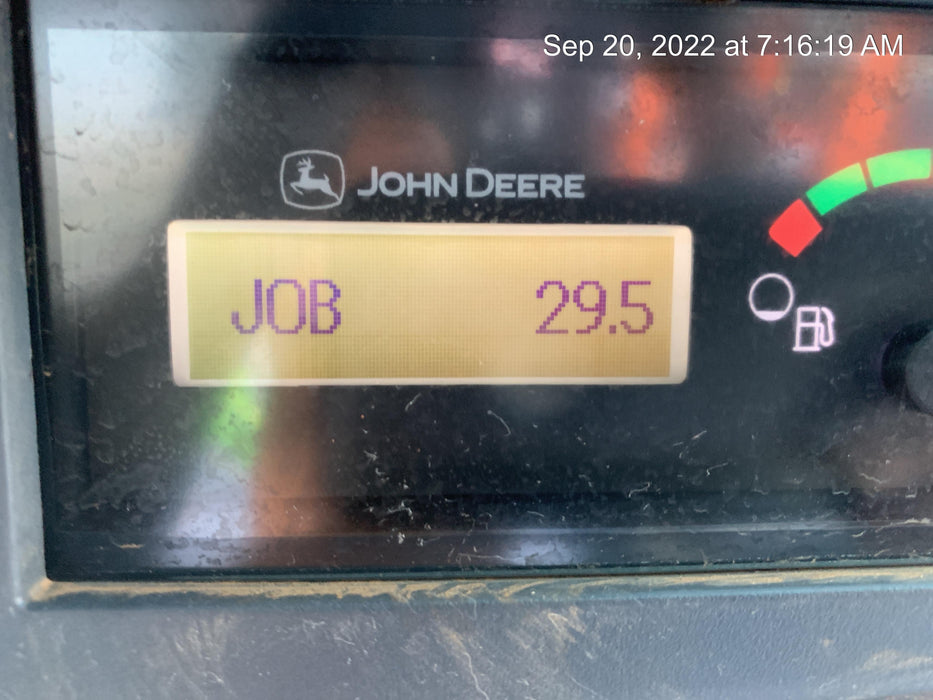 Sep 20, 2022 at 7:16:19 AM
JOHN DEERE
JOB 29.5